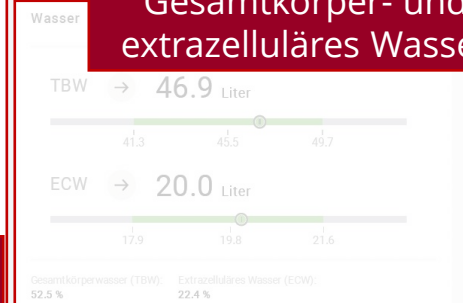 Gesamtkörper- und
extrazelluläres Wasse
Wasser
TBW → 46.9 Liter
41.3 45.5 49.7
ECW → 20.0 Liter
17.9 19.8 21.6
Gesamtkörperwasser (TBW): Extrazelluläres Wasser (ECW):
52.5 % 22.4 %